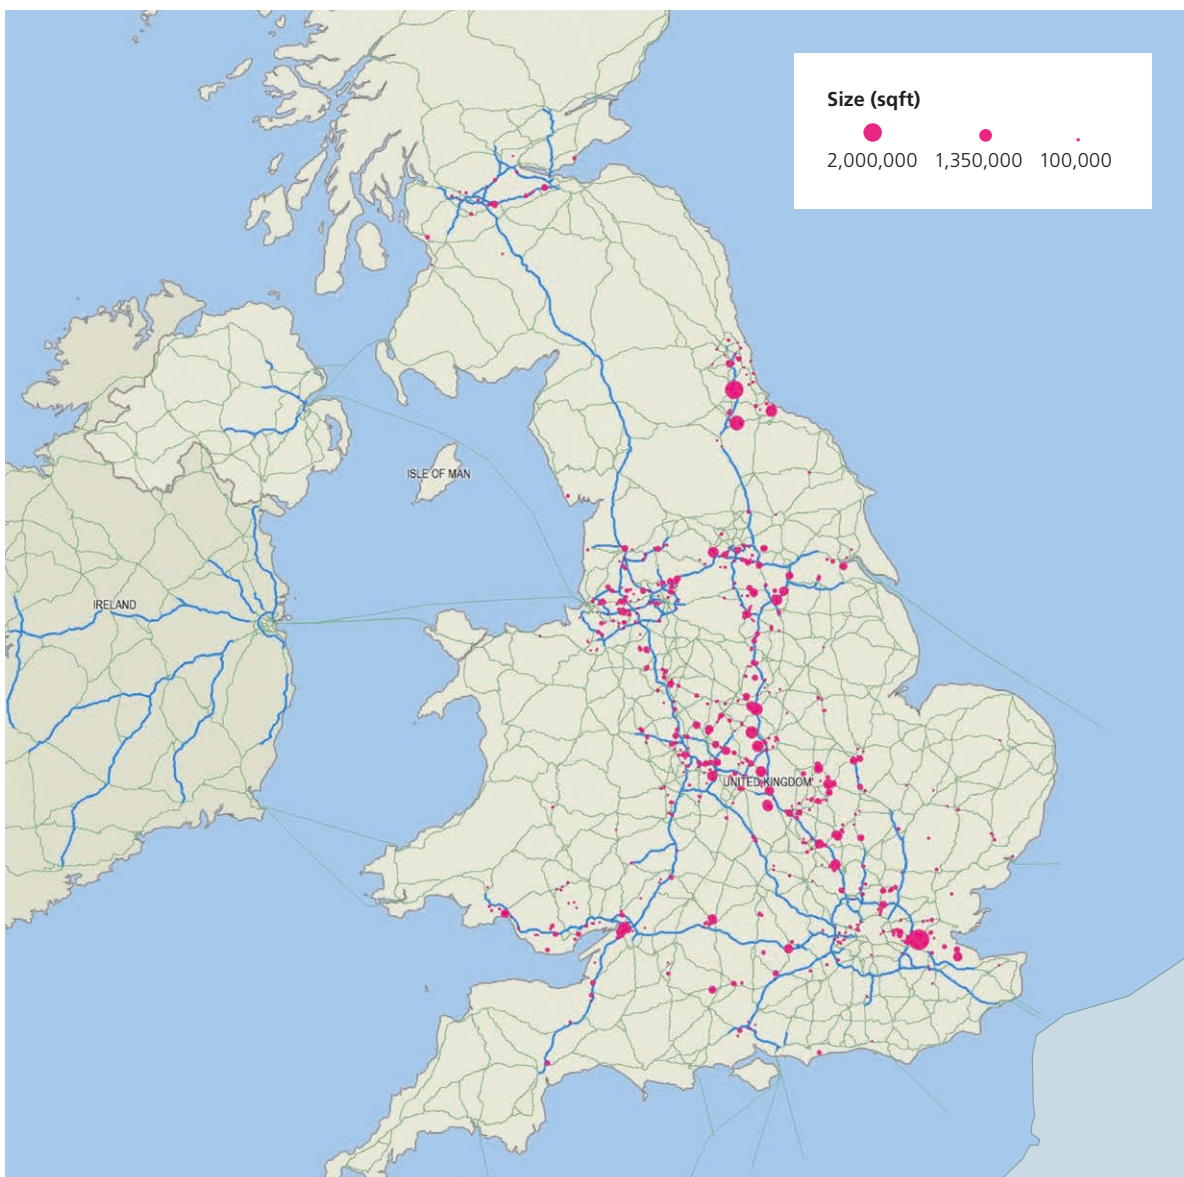 Size (sqft)
2,000,000 1,350,000 100,000
ISLE OF MAN
IRELAND
UNITED KINGDOM